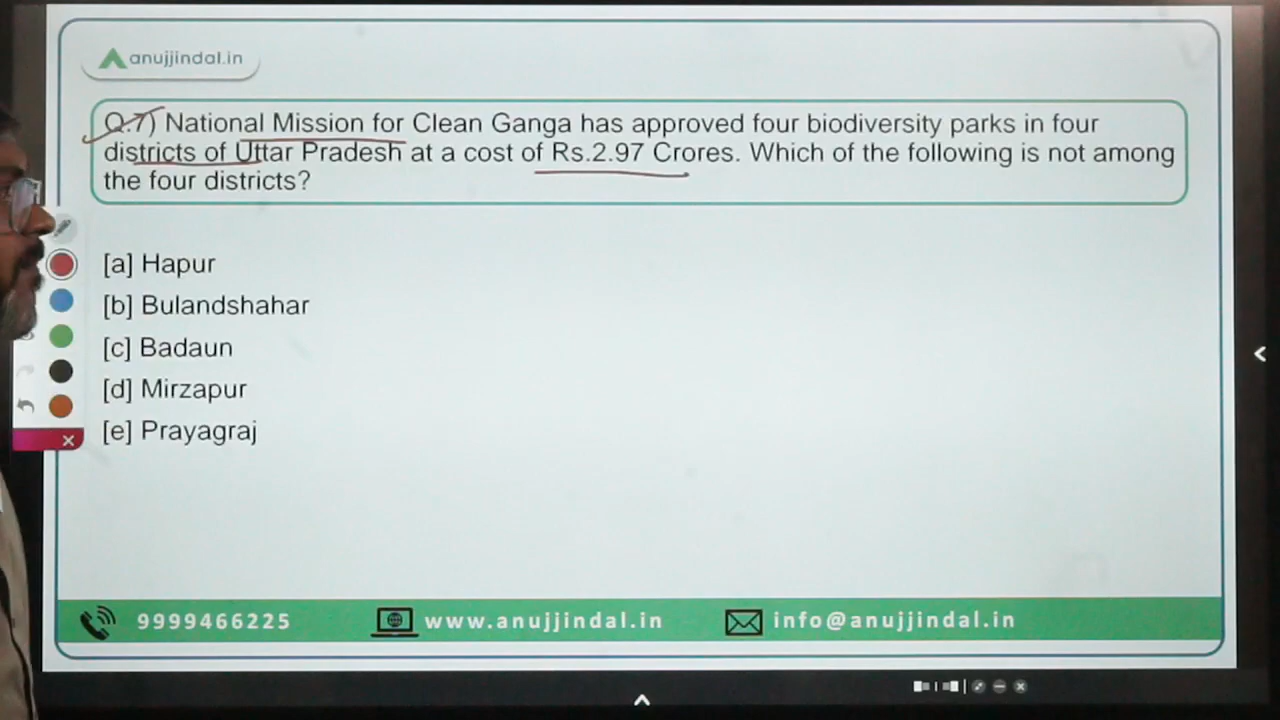 anujjindal.in
Q.7) National Mission for Clean Ganga has approved four biodiversity parks in four
districts of Uttar Pradesh at a cost of Rs.2.97 Crores. Which of the following is not among
the four districts?
[a] Hapur
[b] Bulandshahar
[c] Badaun
[d] Mirzapur
[e] Prayagraj
9999466225 www.anujjindal.in info@anujjindal.in